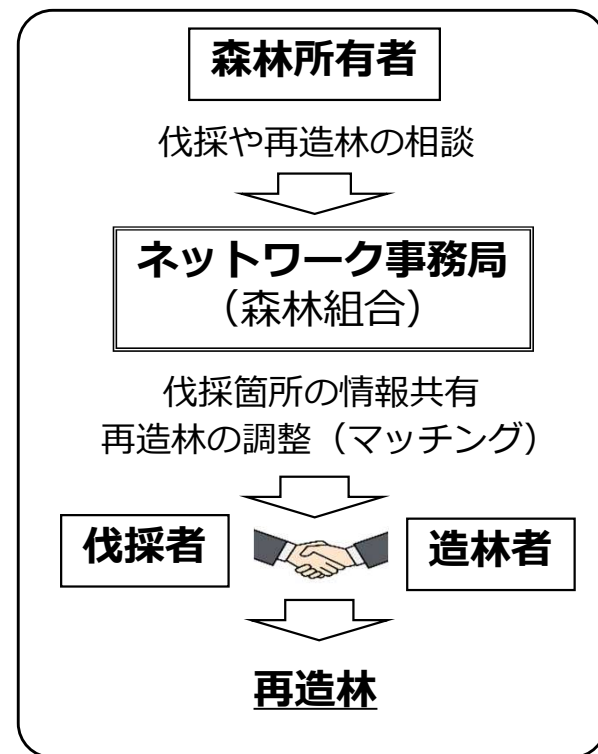 森林所有者
伐採や再造林の相談
ネットワーク事務局
（森林組合）
伐採箇所の情報共有
再造林の調整（マッチング）
伐採者
造林者
再造林